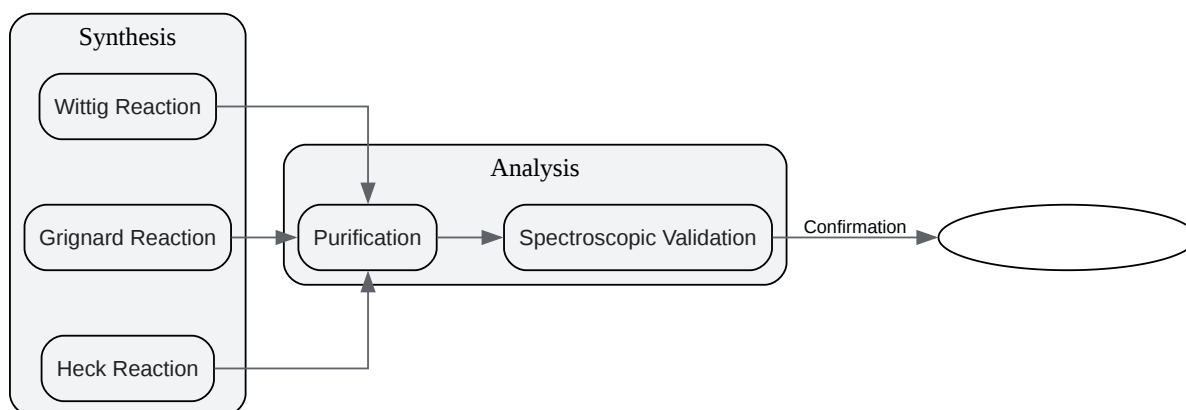 Synthesis
Wittig Reaction
Analysis
Grignard Reaction
Purification
Spectroscopic Validation
Confirmation
Heck Reaction